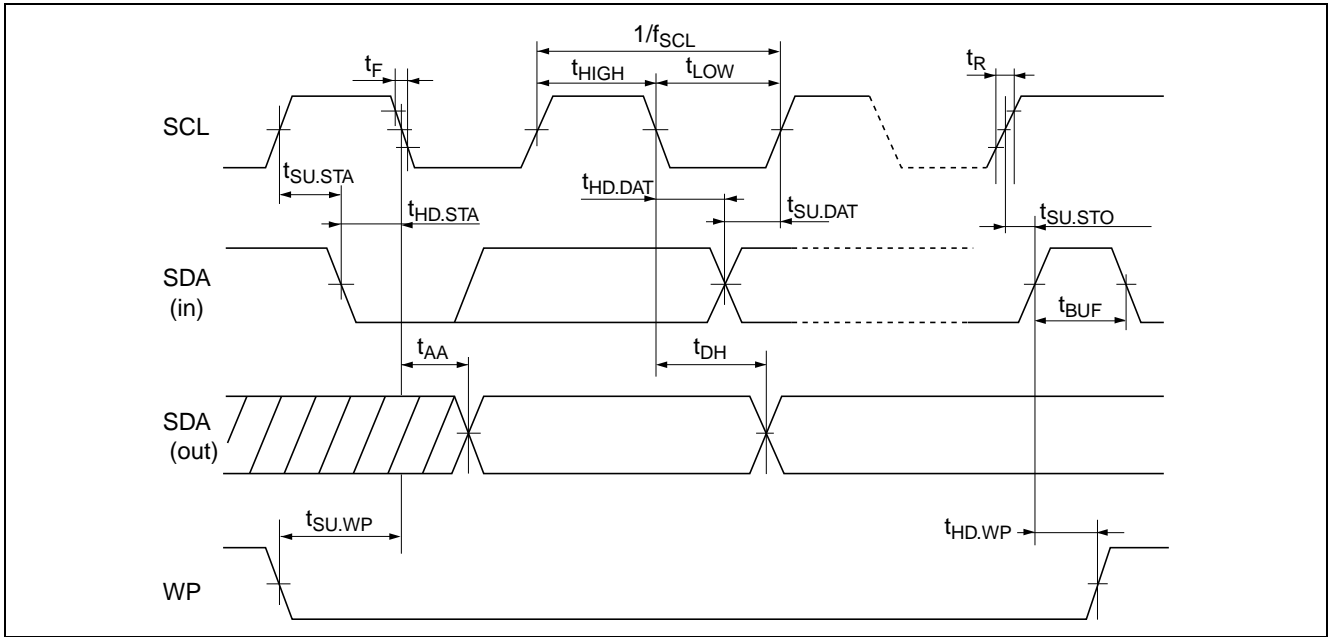 1/fSCL
tF
tHIGH
tLOW
tR
SCL
tSU.STA
tHD.STA
tHD.DAT
tSU.DAT
tSU.STO
SDA
(in)
tBUF
tAA
tDH
SDA
(out)
tSU.WP
tHD.WP
WP